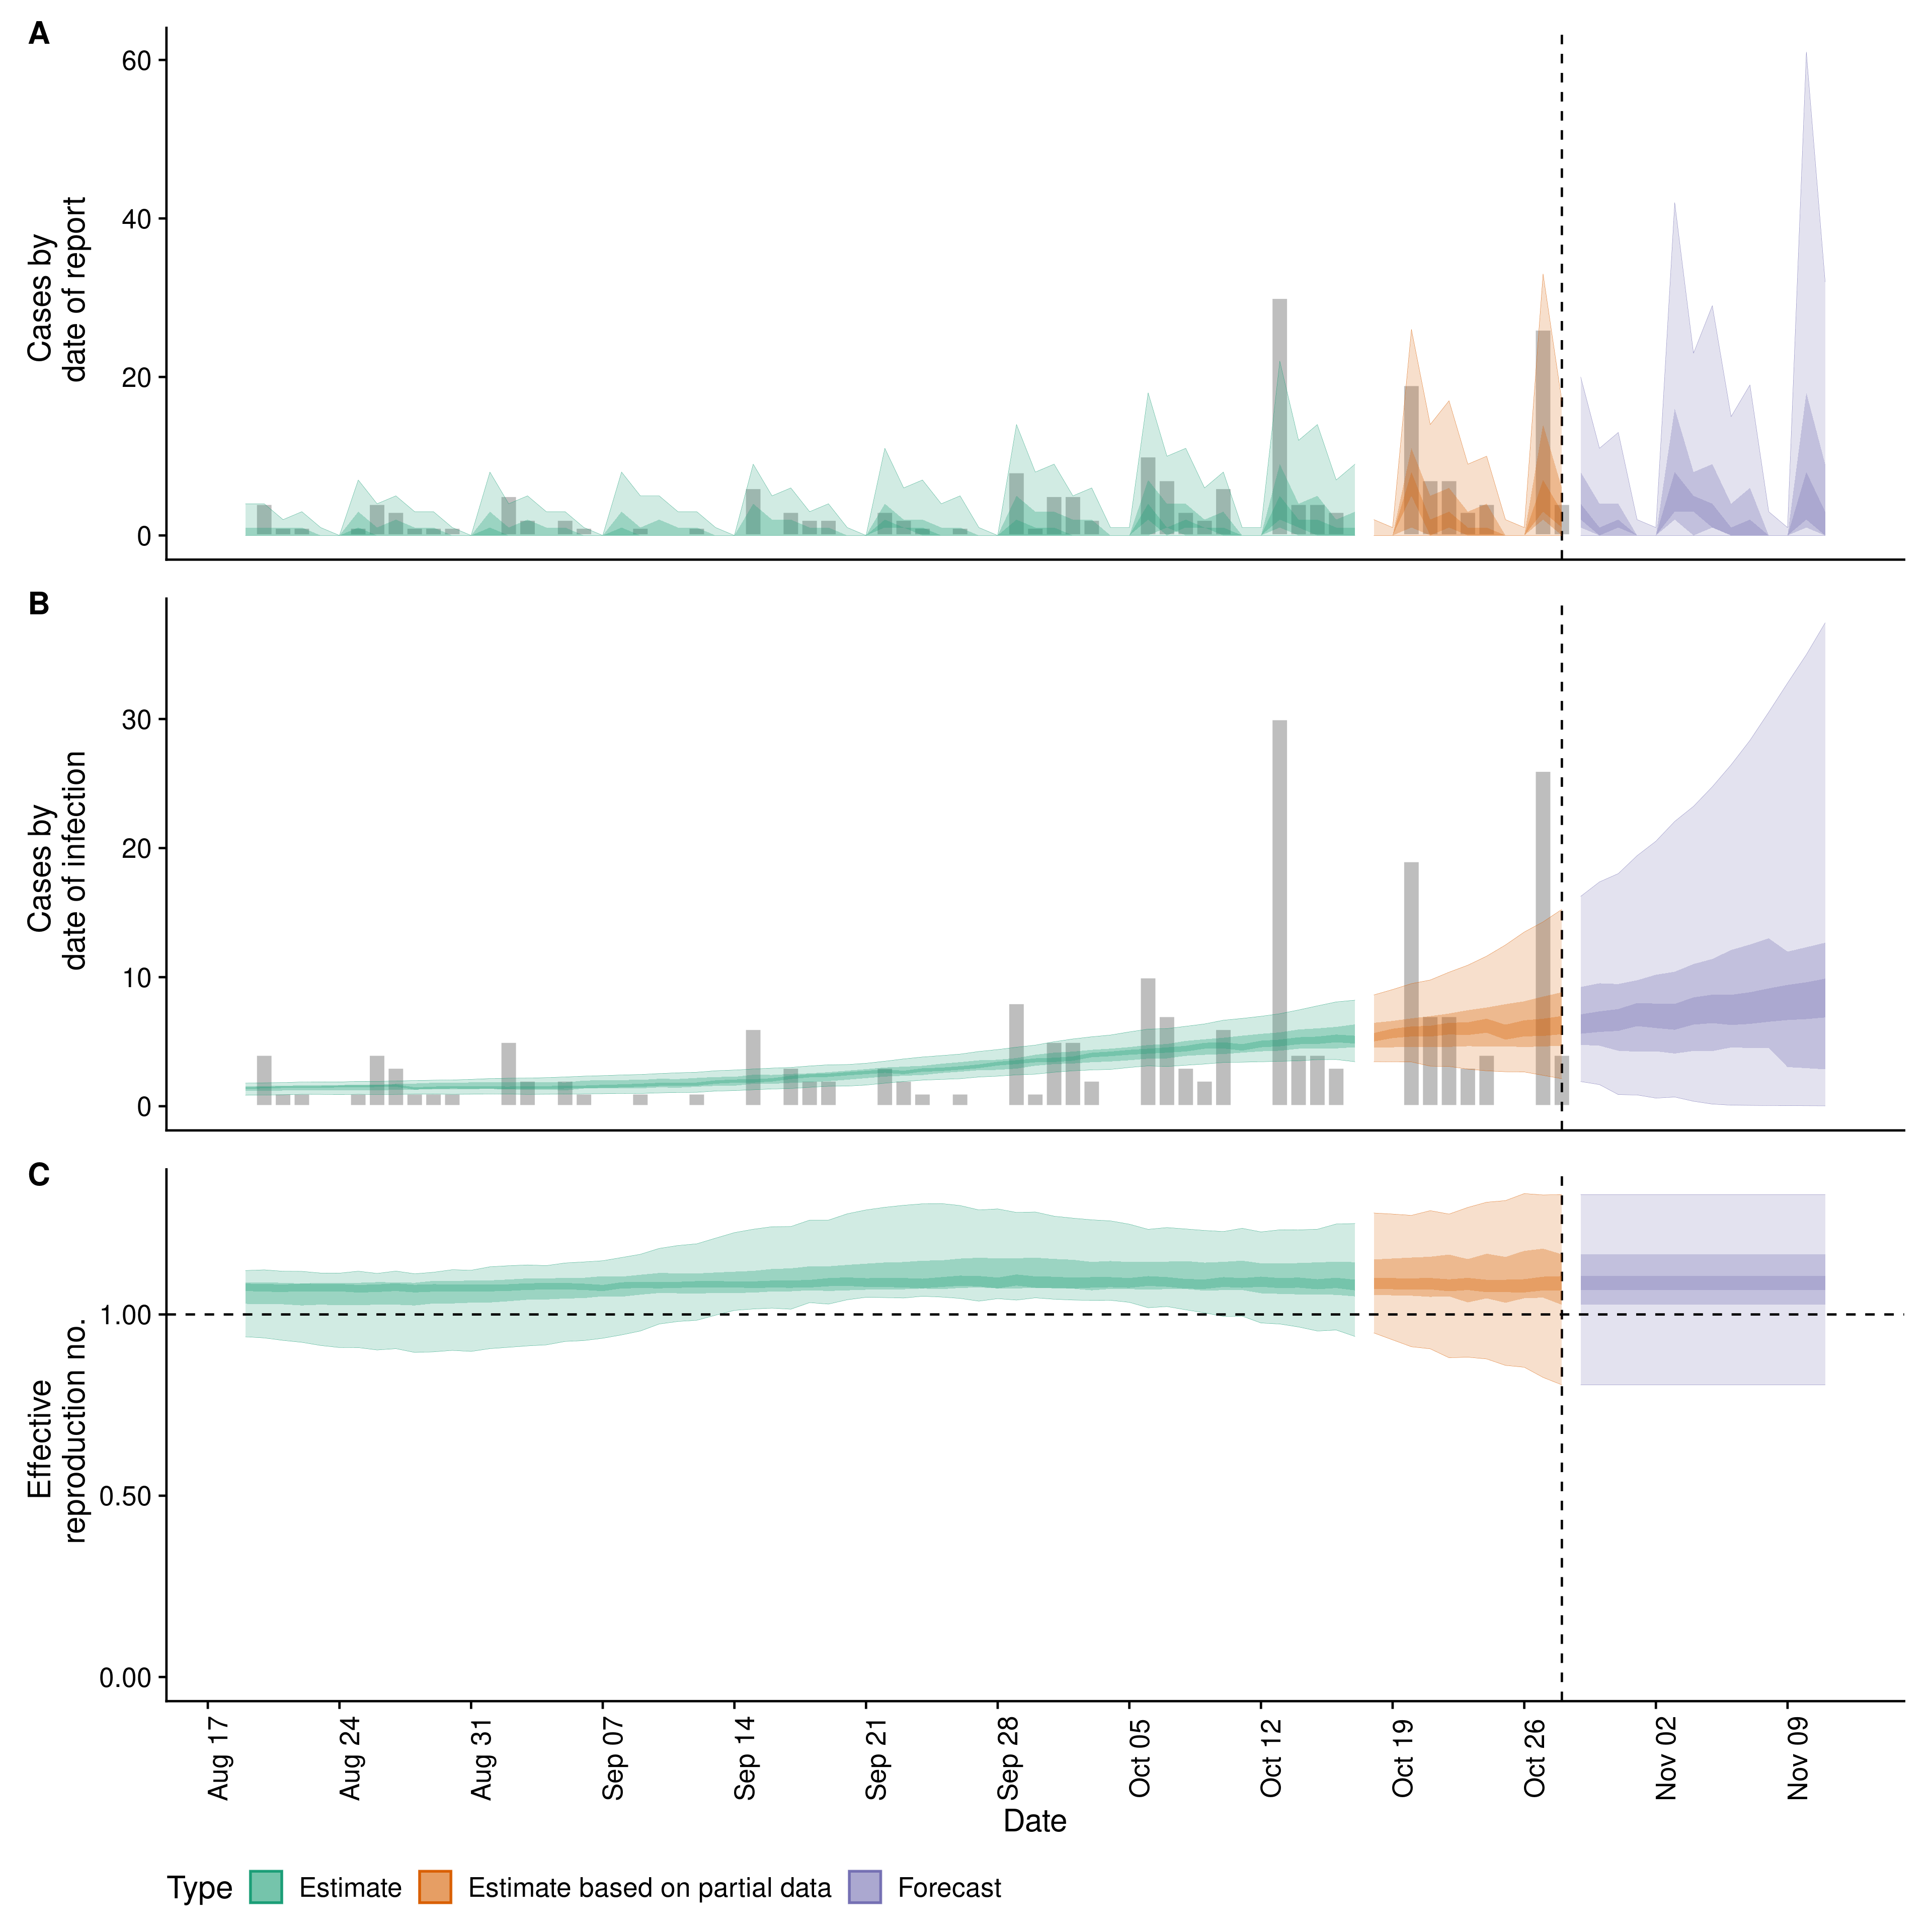 A
60
40
20
0
Cases by
date of report
B
30
20
10
0
Cases by
date of infection
C
1.00
0.50
0.00
Effective
reproduction no.
Aug 17
Aug 24
Aug 31
Sep 07
Sep 14
Sep 21
Sep 28
Oct 05
Oct 12
Oct 19
Oct 26
Nov 02
Nov 09
Date
Type
Estimate
Estimate based on partial data
Forecast